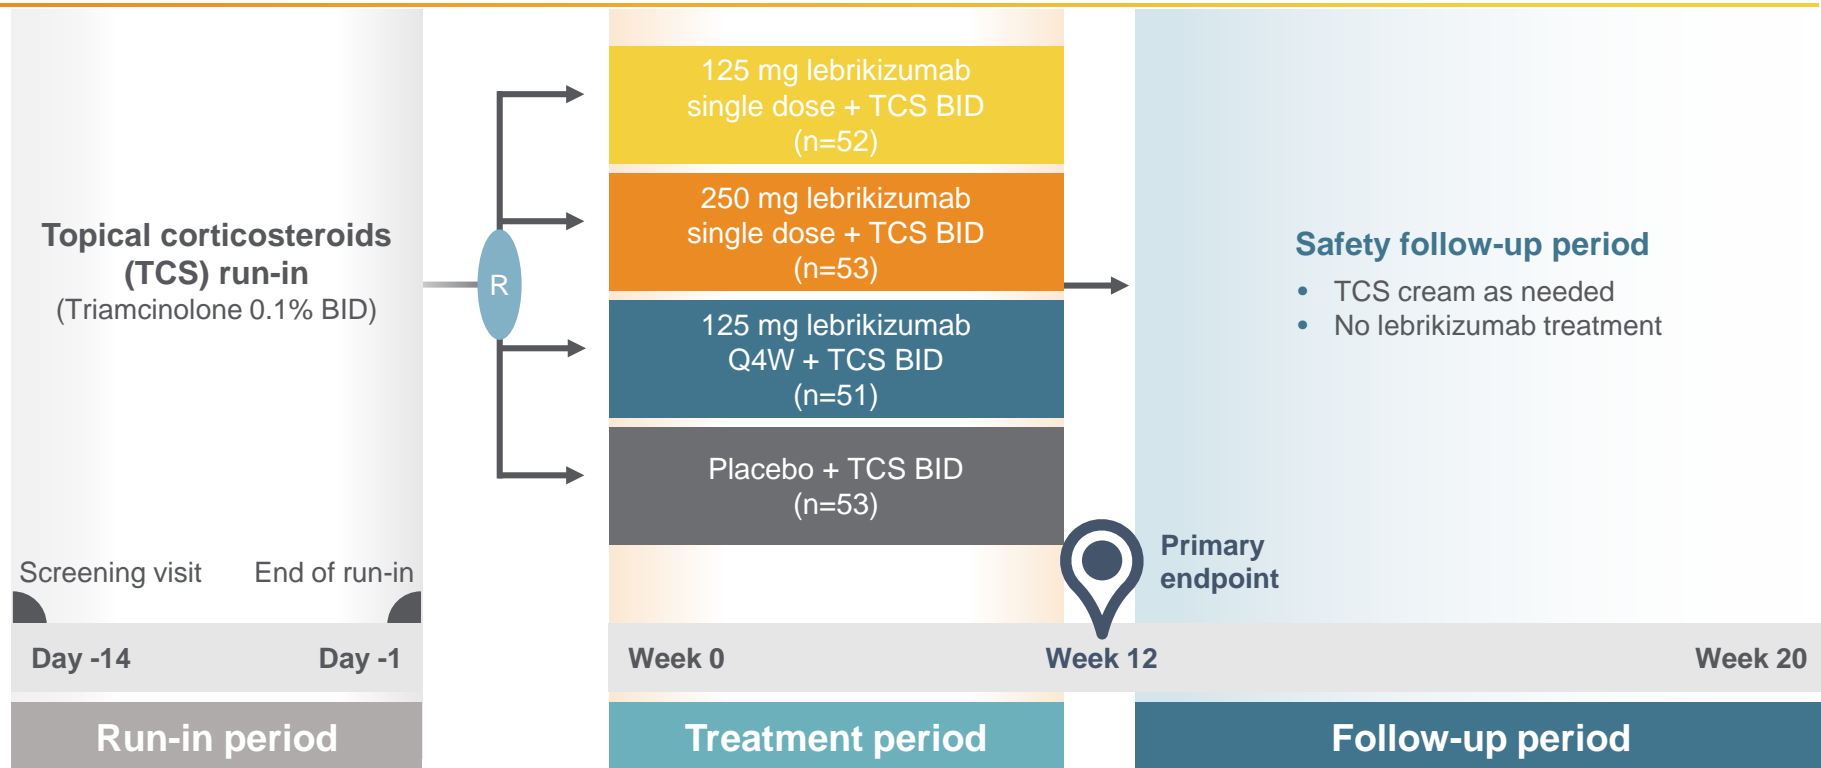 Topical corticosteroids
(TCS) run-in
(Triamcinolone 0.1% BID)
Screening visit
End of run-in
Day -14
Day -1
Run-in period
R
125 mg lebrikizumab
single dose + TCS BID
(n=52)
250 mg lebrikizumab
single dose + TCS BID
(n=53)
125 mg lebrikizumab
Q4W + TCS BID
(n=51)
Placebo + TCS BID
(n=53)
Week 0
Week 12
Treatment period
Primary
endpoint
Safety follow-up period
• TCS cream as needed
• No lebrikizumab treatment
Week 20
Follow-up period